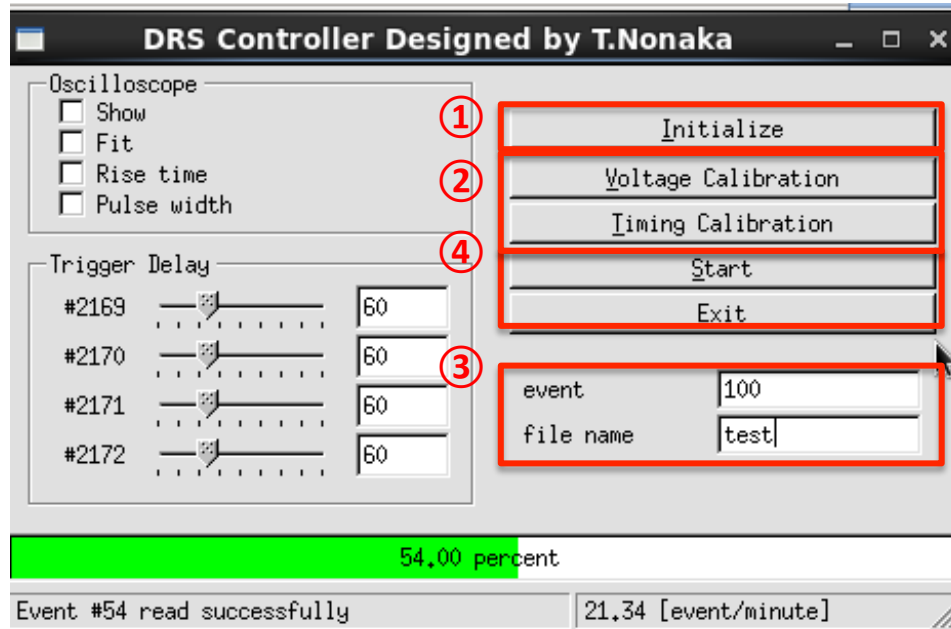 DRS Controller Designed by T.Nonaka
Oscilloscope
Show
Fit
Rise time
Pulse width
Trigger Delay
#2169 60
#2170 60
#2171 60
#2172 60
① Initialize
② Voltage Calibration
Timing Calibration
④ Start
Exit
③ event 100
file name test
54.00 percent
Event #54 read successfully 21.34 [event/minute]